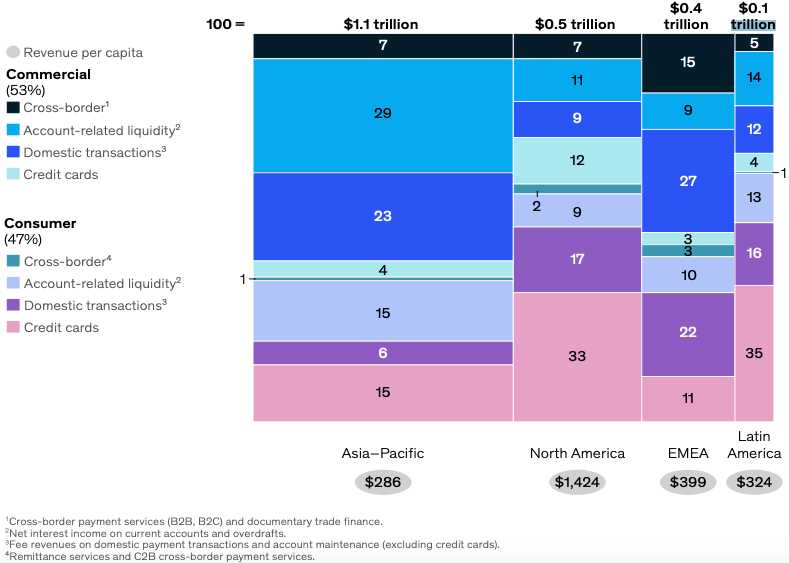 100 =
$1.1 trillion
$0.5 trillion
$0.4
trillion
$0.1
trillion
Revenue per capita
Commercial
(53%)
Cross-border¹
Account-related liquidity²
Domestic transactions³
Credit cards
Consumer
(47%)
Cross-border⁴
Account-related liquidity²
Domestic transactions³
Credit cards
7
29
23
4
1
15
6
15
7
11
9
12
2
9
17
33
15
9
27
3
3
10
22
11
5
14
12
4
1
13
16
35
Asia–Pacific
North America
EMEA
Latin
America
$286
$1,424
$399
$324
¹Cross-border payment services (B2B, B2C) and documentary trade finance.
²Net interest income on current accounts and overdrafts.
³Fee revenues on domestic payment transactions and account maintenance (excluding credit cards).
⁴Remittance services and C2B cross-border payment services.